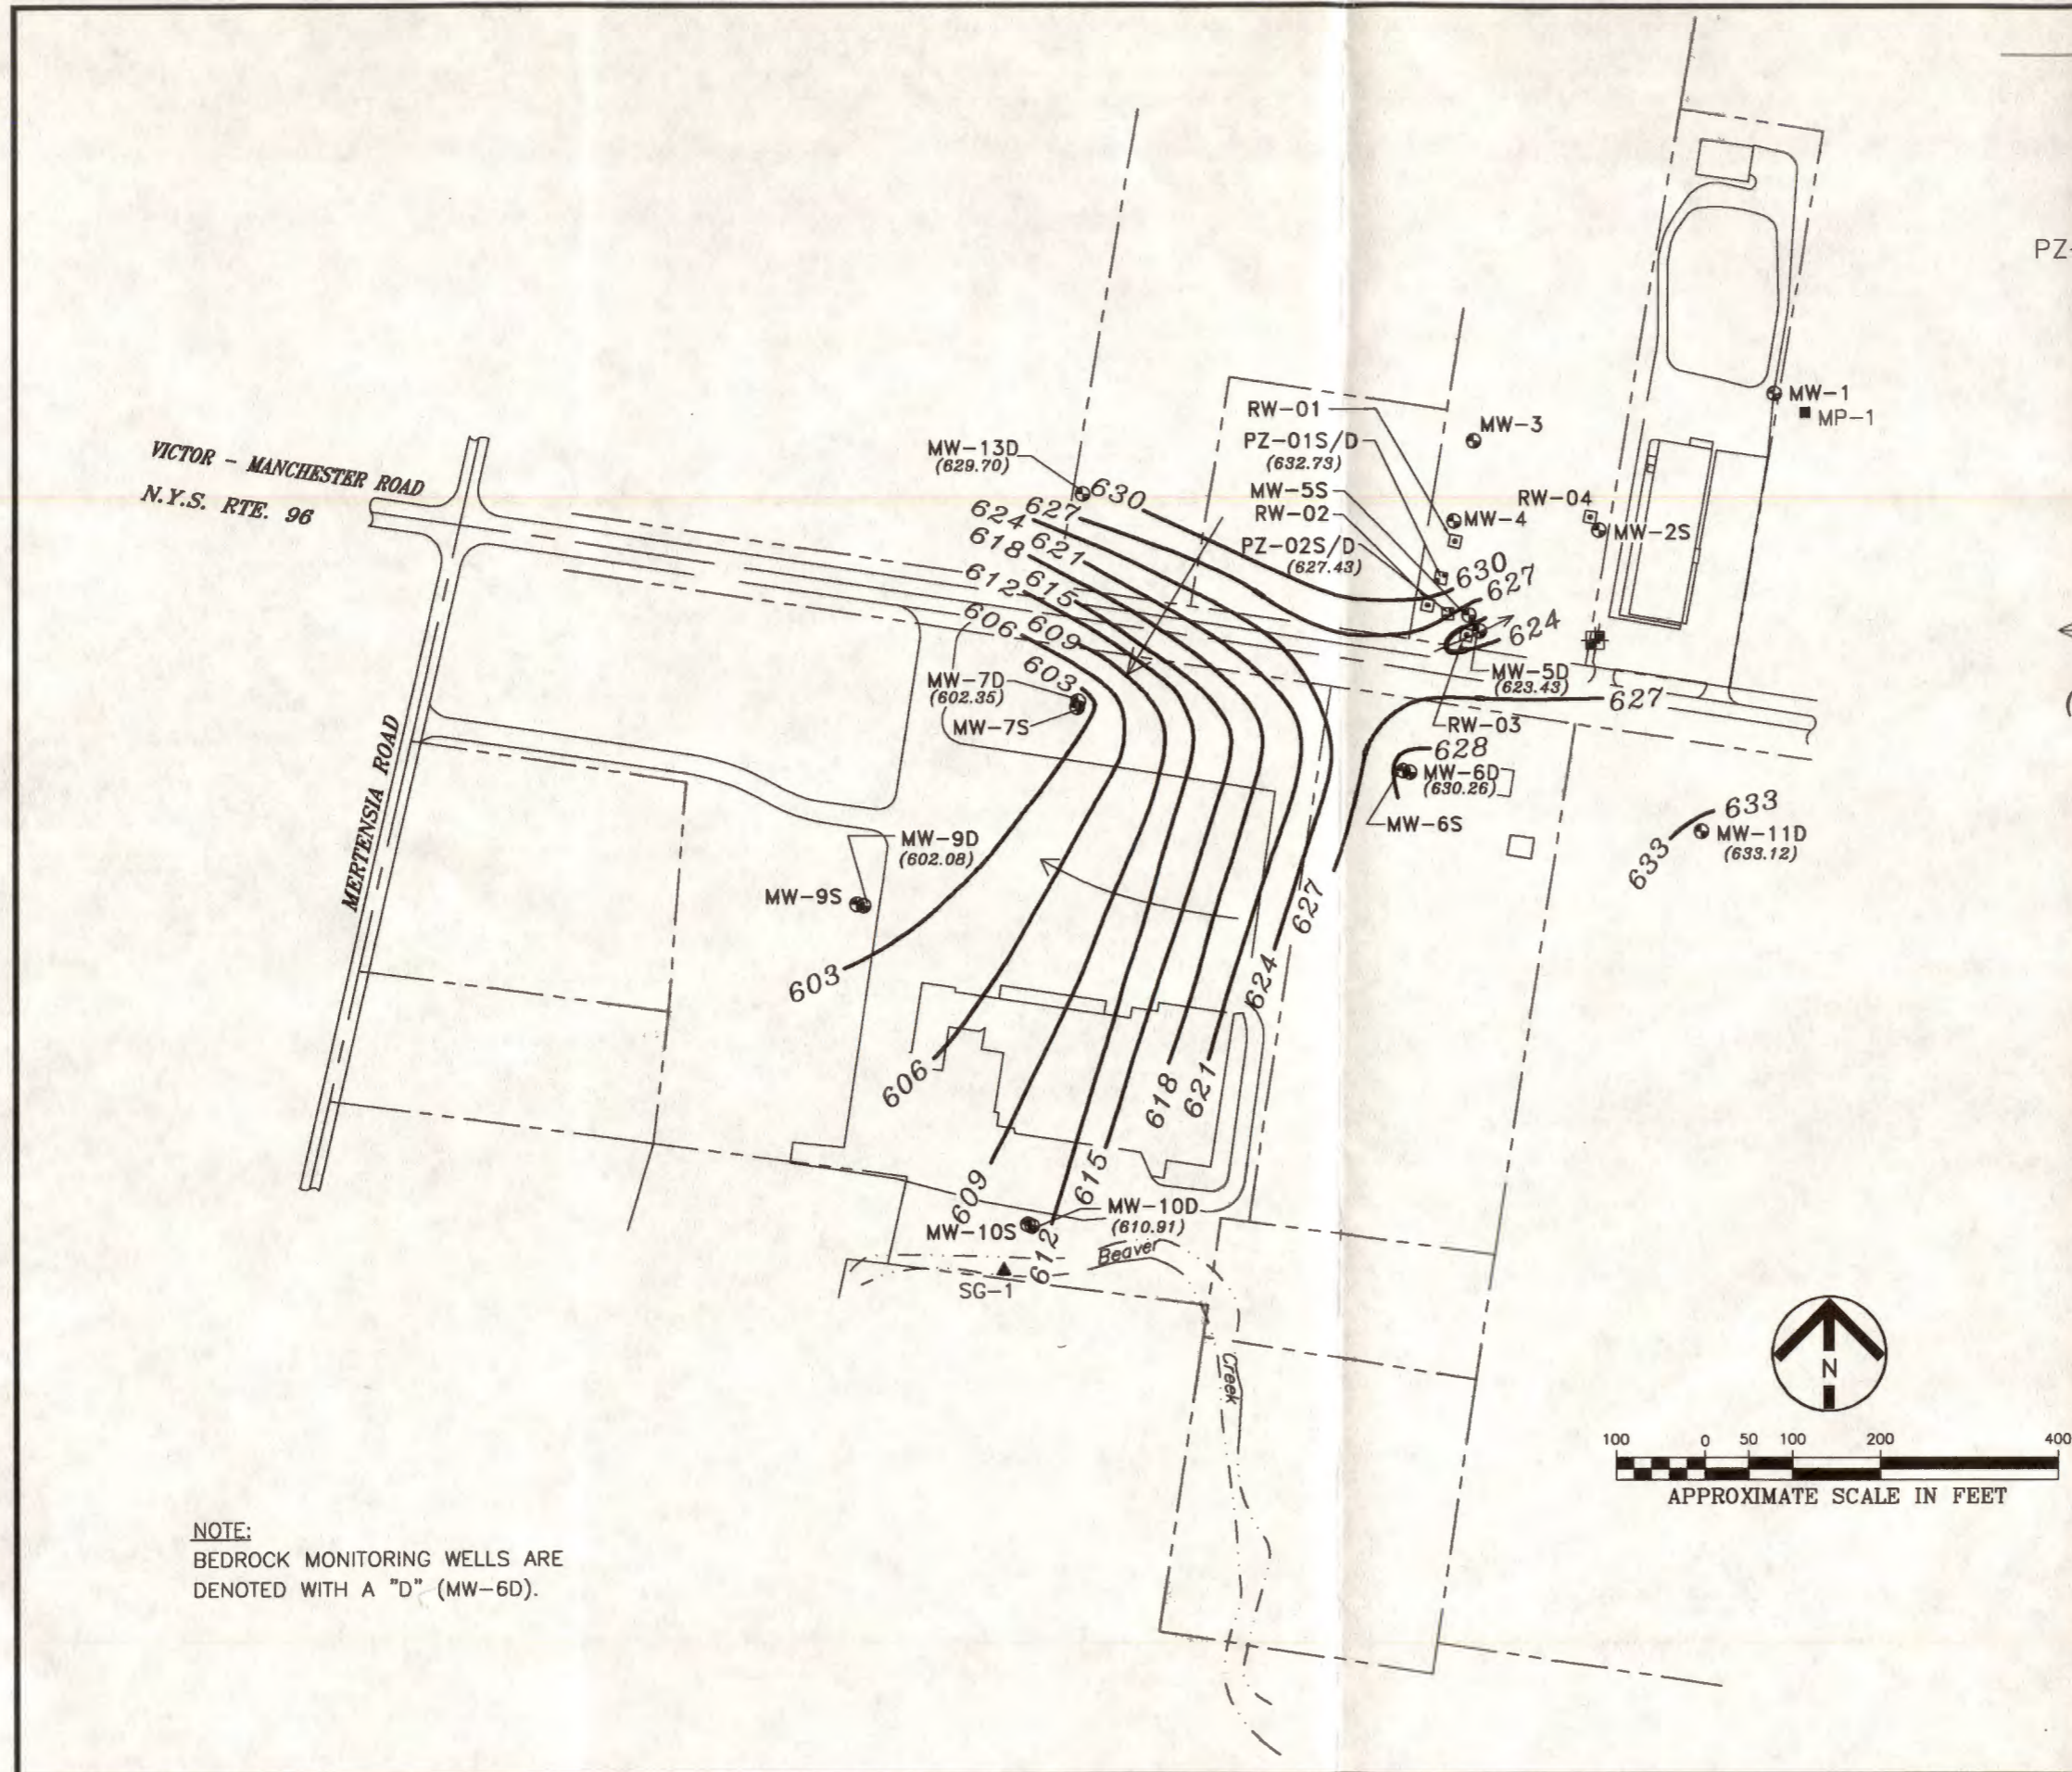 PZ-
VICTOR - MANCHESTER ROAD
N.Y.S. RTE. 96
MERTENSIA ROAD
MW-13D
(629.70)
RW-01
PZ-01S/D
(632.73)
MW-5S
RW-02
PZ-02S/D
(627.43)
MW-3
MW-4
RW-04
MW-2S
MW-1
MP-1
630
627
624
621
618
615
612
609
606
603
630
627
624
MW-5D
(623.43)
RW-03
627
628
MW-6D
(630.26)
MW-6S
633
633
MW-11D
(633.12)
(
MW-7D
(602.35)
MW-7S
MW-9D
(602.08)
MW-9S
603
606
609
612
615
618
621
624
627
MW-10D
(610.91)
MW-10S
SG-1
Beaver
Creek
N
100 0 50 100 200 400
APPROXIMATE SCALE IN FEET
NOTE:
BEDROCK MONITORING WELLS ARE
DENOTED WITH A "D" (MW-6D).